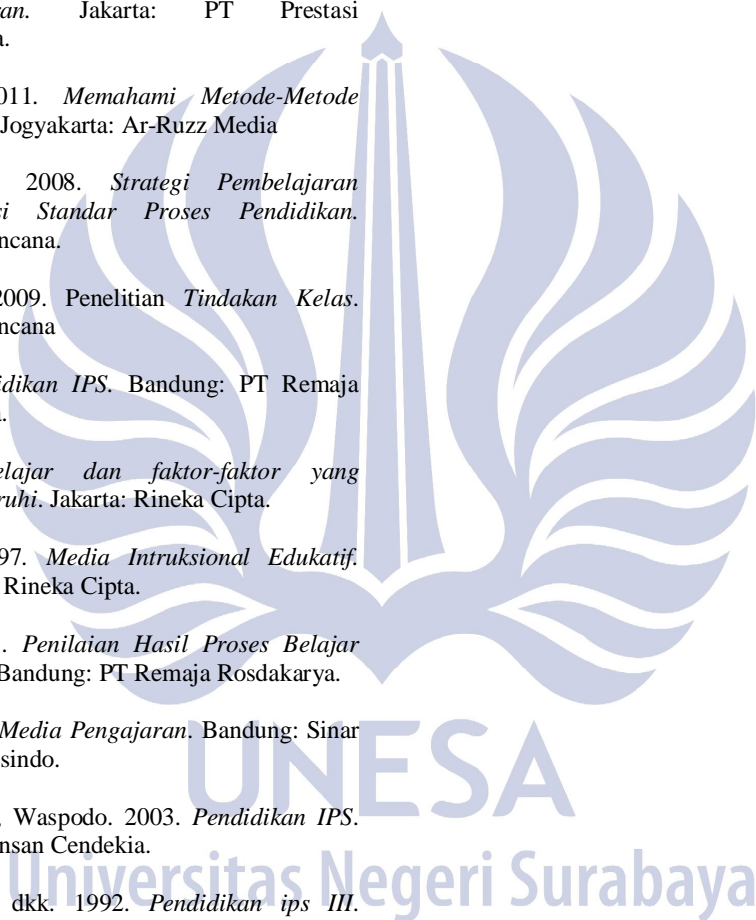 ran. Jakarta: PT Prestasi
a.
011. Memahami Metode-Metode
Jogyakarta: Ar-Ruzz Media
2008. Strategi Pembelajaran
si Standar Proses Pendidikan.
ncana.
2009. Penelitian Tindakan Kelas.
ncana
didikan IPS. Bandung: PT Remaja
a.
elajar dan faktor-faktor yang
ruhi. Jakarta: Rineka Cipta.
97. Media Intruksional Edukatif.
Rineka Cipta.
. Penilaian Hasil Proses Belajar
Bandung: PT Remaja Rosdakarya.
Media Pengajaran. Bandung: Sinar
sindo.
, Waspodo. 2003. Pendidikan IPS.
nsan Cendekia.
dkk. 1992. Pendidikan ips III.
UNESA
Universitas Negeri Surabaya